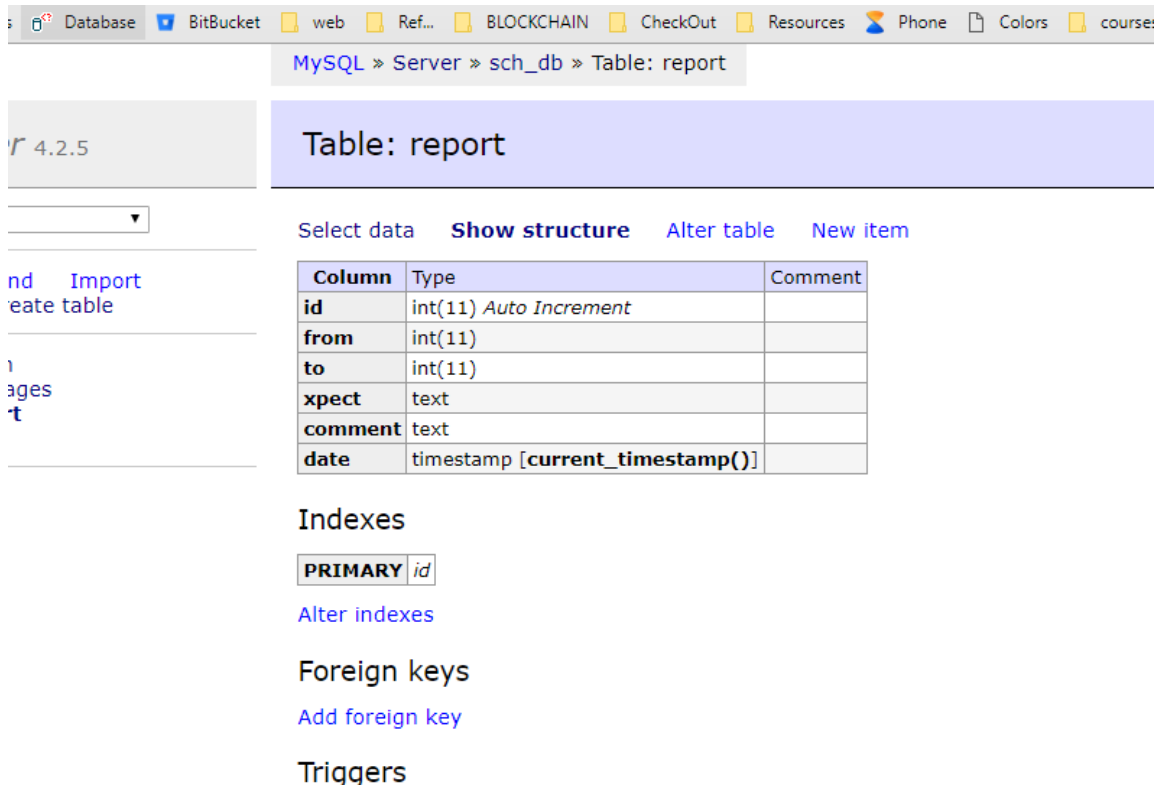 s Database BitBucket web Ref... BLOCKCHAIN CheckOut Resources Phone Colors courses
MySQL » Server » sch_db » Table: report
r 4.2.5
Table: report
Select data Show structure Alter table New item
nd Import
eate table
ages
rt
Column Type Comment
id int(11) Auto Increment
from int(11)
to int(11)
xpect text
comment text
date timestamp [current_timestamp()]
Indexes
PRIMARY id
Alter indexes
Foreign keys
Add foreign key
Triggers